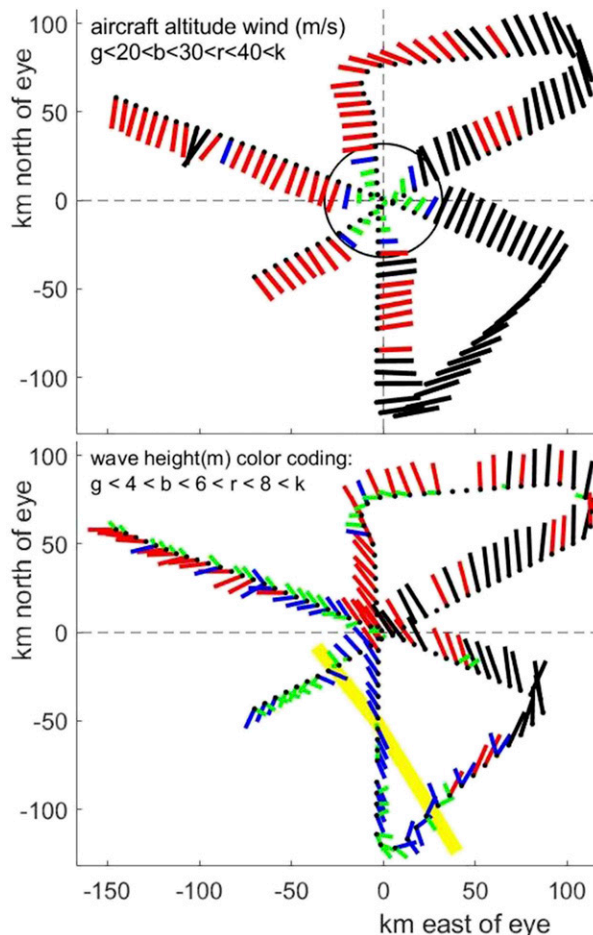 aircraft altitude wind (m/s)
g<20<b<30<r<40<k
km north of eye
100
50
0
-50
-100
wave height(m) color coding:
g < 4 < b < 6 < r < 8 < k
km north of eye
100
50
0
-50
-100
-150
-100
-50
0
50
100
km east of eye